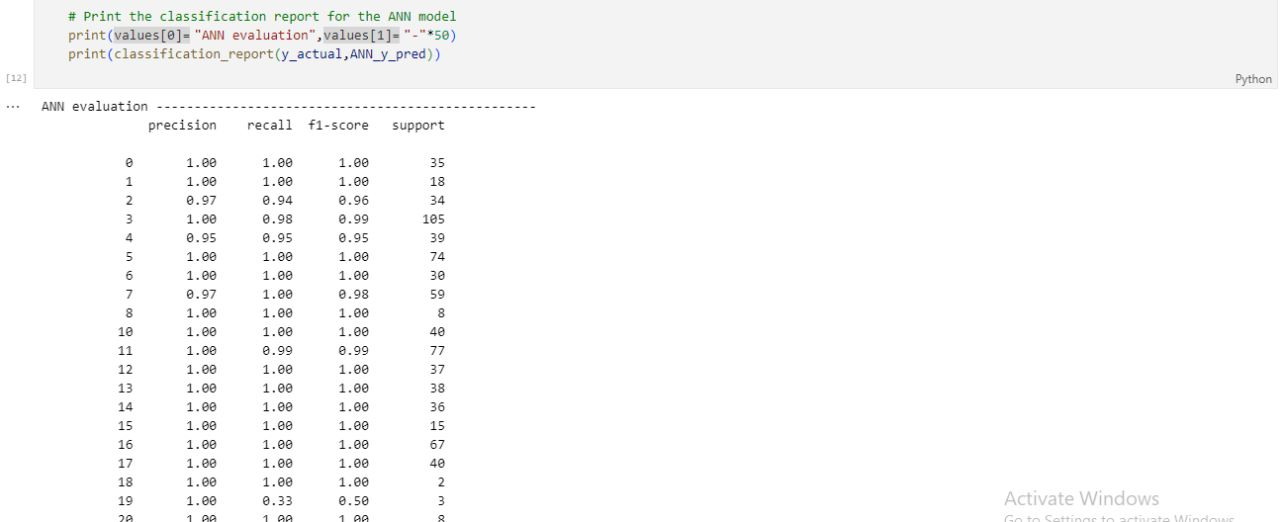 # Print the classification report for the ANN model
print(values[0]= "ANN evaluation",values[1]= "-"*50)
print(classification_report(y_actual,ANN_y_pred))
[12]
Python
... ANN evaluation --------------------------------------------------
precision recall f1-score support
0 1.00 1.00 1.00 35
1 1.00 1.00 1.00 18
2 0.97 0.94 0.96 34
3 1.00 0.98 0.99 105
4 0.95 0.95 0.95 39
5 1.00 1.00 1.00 74
6 1.00 1.00 1.00 30
7 0.97 1.00 0.98 59
8 1.00 1.00 1.00 8
10 1.00 1.00 1.00 40
11 1.00 0.99 0.99 77
12 1.00 1.00 1.00 37
13 1.00 1.00 1.00 38
14 1.00 1.00 1.00 36
15 1.00 1.00 1.00 15
16 1.00 1.00 1.00 67
17 1.00 1.00 1.00 40
18 1.00 1.00 1.00 2
19 1.00 0.33 0.50 3
20 1.00 1.00 1.00 8
Activate Windows
Go to Settings to activate Windows